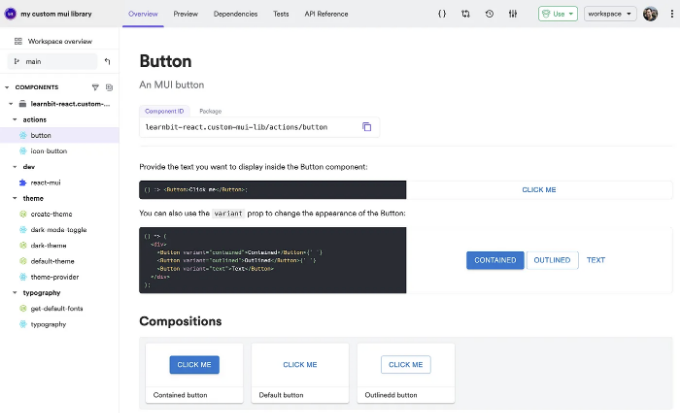 my custom mui library
Overview
Preview
Dependencies
Tests
API Reference
Use
workspace
Workspace overview
main
COMPONENTS
learnbit-react.custom-...
actions
button
icon-button
dev
react-mui
theme
create-theme
dark-mode-toggle
dark-theme
default-theme
theme-provider
typography
get-default-fonts
typography
Button
An MUI button
Component ID
Package
learnbit-react.custom-mui-lib/actions/button
Provide the text you want to display inside the Button component:
() => <Button>Click me</Button>;
CLICK ME
You can also use the variant prop to change the appearance of the Button:
() => (
<div>
<Button variant="contained">Contained</Button>{' '}
<Button variant="outlined">Outlined</Button>{' '}
<Button variant="text">Text</Button>
</div>
);
CONTAINED
OUTLINED
TEXT
Compositions
CLICK ME
Contained button
CLICK ME
Default button
CLICK ME
Outlinedd button